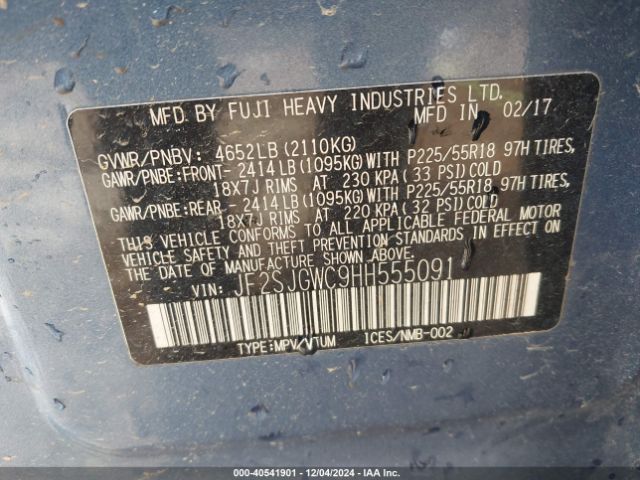 MFD. BY FUJI HEAVY INDUSTRIES LTD.
MFD IN 02/17
GVWR/PNBV: 4652LB (2110KG)
GAWR/PNBE:FRONT- 2414LB (1095KG) WITH P225/55R18 97H TIRES,
18X7J RIMS AT 230 KPA (33 PSI) COLD
GAWR/PNBE:REAR - 2414LB (1095KG) WITH P225/55R18 97H TIRES,
18X7J RIMS AT 220 KPA (32 PSI) COLD
THIS VEHICLE CONFORMS TO ALL APPLICABLE FEDERAL MOTOR
VEHICLE SAFETY AND THEFT PREVENTION STANDARDS IN EFFECT ON
THE DATE OF MANUFACTURE SHOWN ABOVE.
VIN: JF2SJGWC9HH555091
TYPE:MPV/VTUM ICES/NMB-002
000-40541901 - 12/04/2024 - IAA Inc.